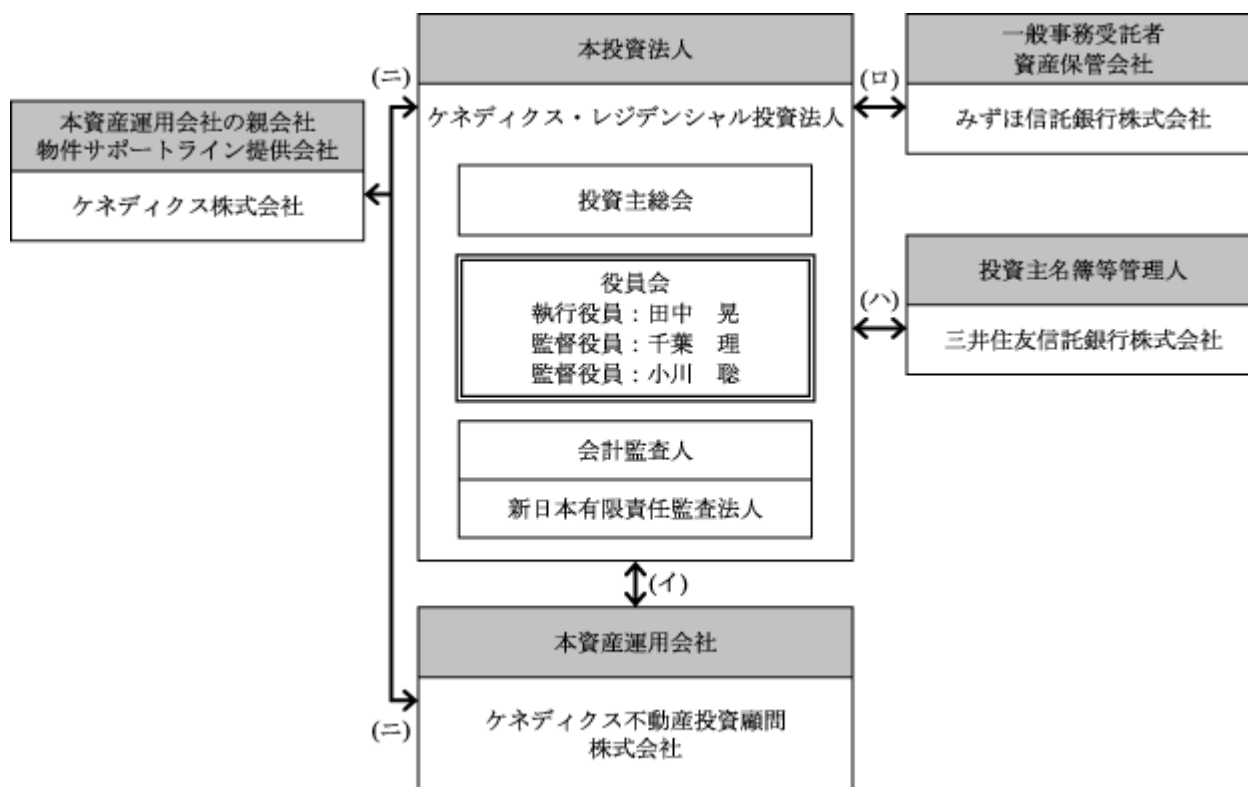 本投資法人
ケネディクス・レジデンシャル投資法人
投資主総会
役員会
執行役員：田中　晃
監督役員：千葉　理
監督役員：小川　聡
会計監査人
新日本有限責任監査法人
(ニ)
本資産運用会社の親会社
物件サポートライン提供会社
ケネディクス株式会社
(ロ)
一般事務受託者
資産保管会社
みずほ信託銀行株式会社
(ハ)
投資主名簿等管理人
三井住友信託銀行株式会社
(イ)
本資産運用会社
ケネディクス不動産投資顧問
株式会社
(ニ)